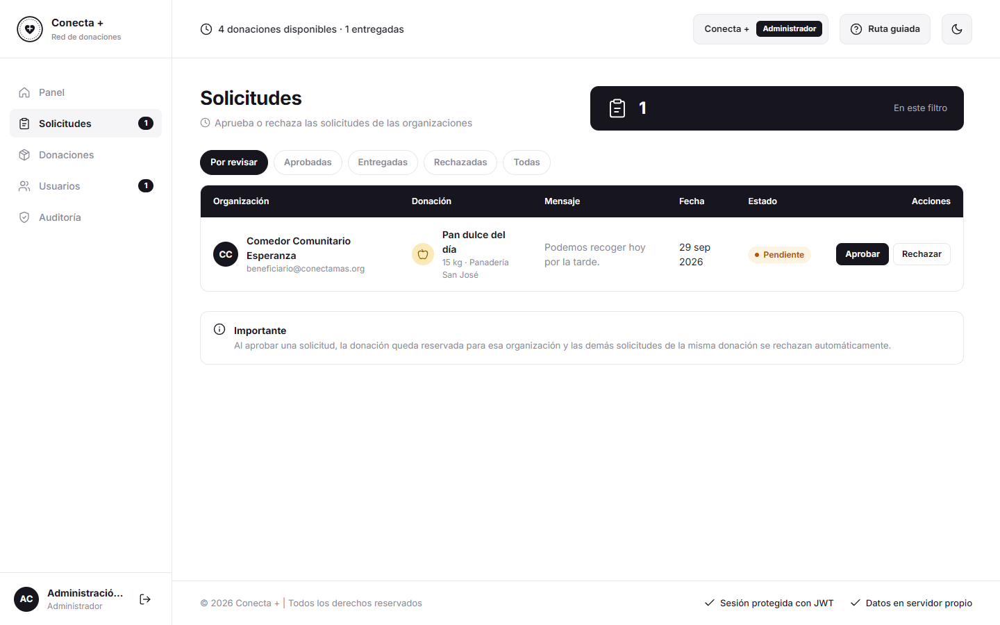 Conecta +
Red de donaciones
4 donaciones disponibles · 1 entregadas
Conecta + Administrador
Ruta guiada
Panel
Solicitudes 1
Donaciones
Usuarios 1
Auditoría
Solicitudes
Aprueba o rechaza las solicitudes de las organizaciones
1 En este filtro
Por revisar Aprobadas Entregadas Rechazadas Todas
Organización Donación Mensaje Fecha Estado Acciones
CC
Comedor Comunitario
Esperanza
beneficiario@conectamas.org
Pan dulce del
día
15 kg · Panadería
San José
Podemos recoger hoy
por la tarde.
29 sep
2026
Pendiente
Aprobar Rechazar
Importante
Al aprobar una solicitud, la donación queda reservada para esa organización y las demás solicitudes de la misma donación se rechazan automáticamente.
AC
Administració...
Administrador
© 2026 Conecta + | Todos los derechos reservados
Sesión protegida con JWT
Datos en servidor propio